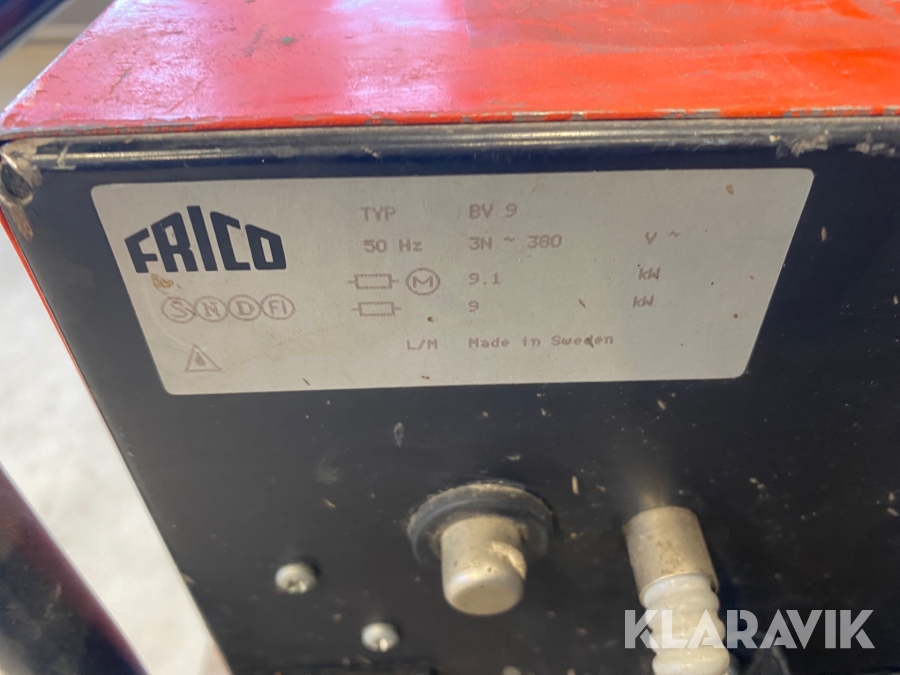 FRICO
TYP BV 9
50 Hz 3N ~ 380 V ~
M 9.1 kW
S N D FI 9 kW
L/M Made in Sweden
KLARAVIK